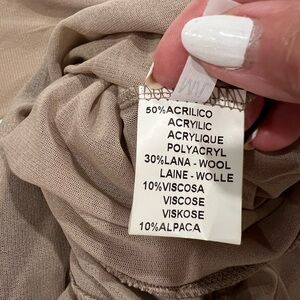 50%ACRILICO
ACRYLIC
ACRYLIQUE
POLYACRYL
30%LANA - WOOL
LAINE - WOLLE
10%VISCOSA
VISCOSE
VISKOSE
10%ALPACA